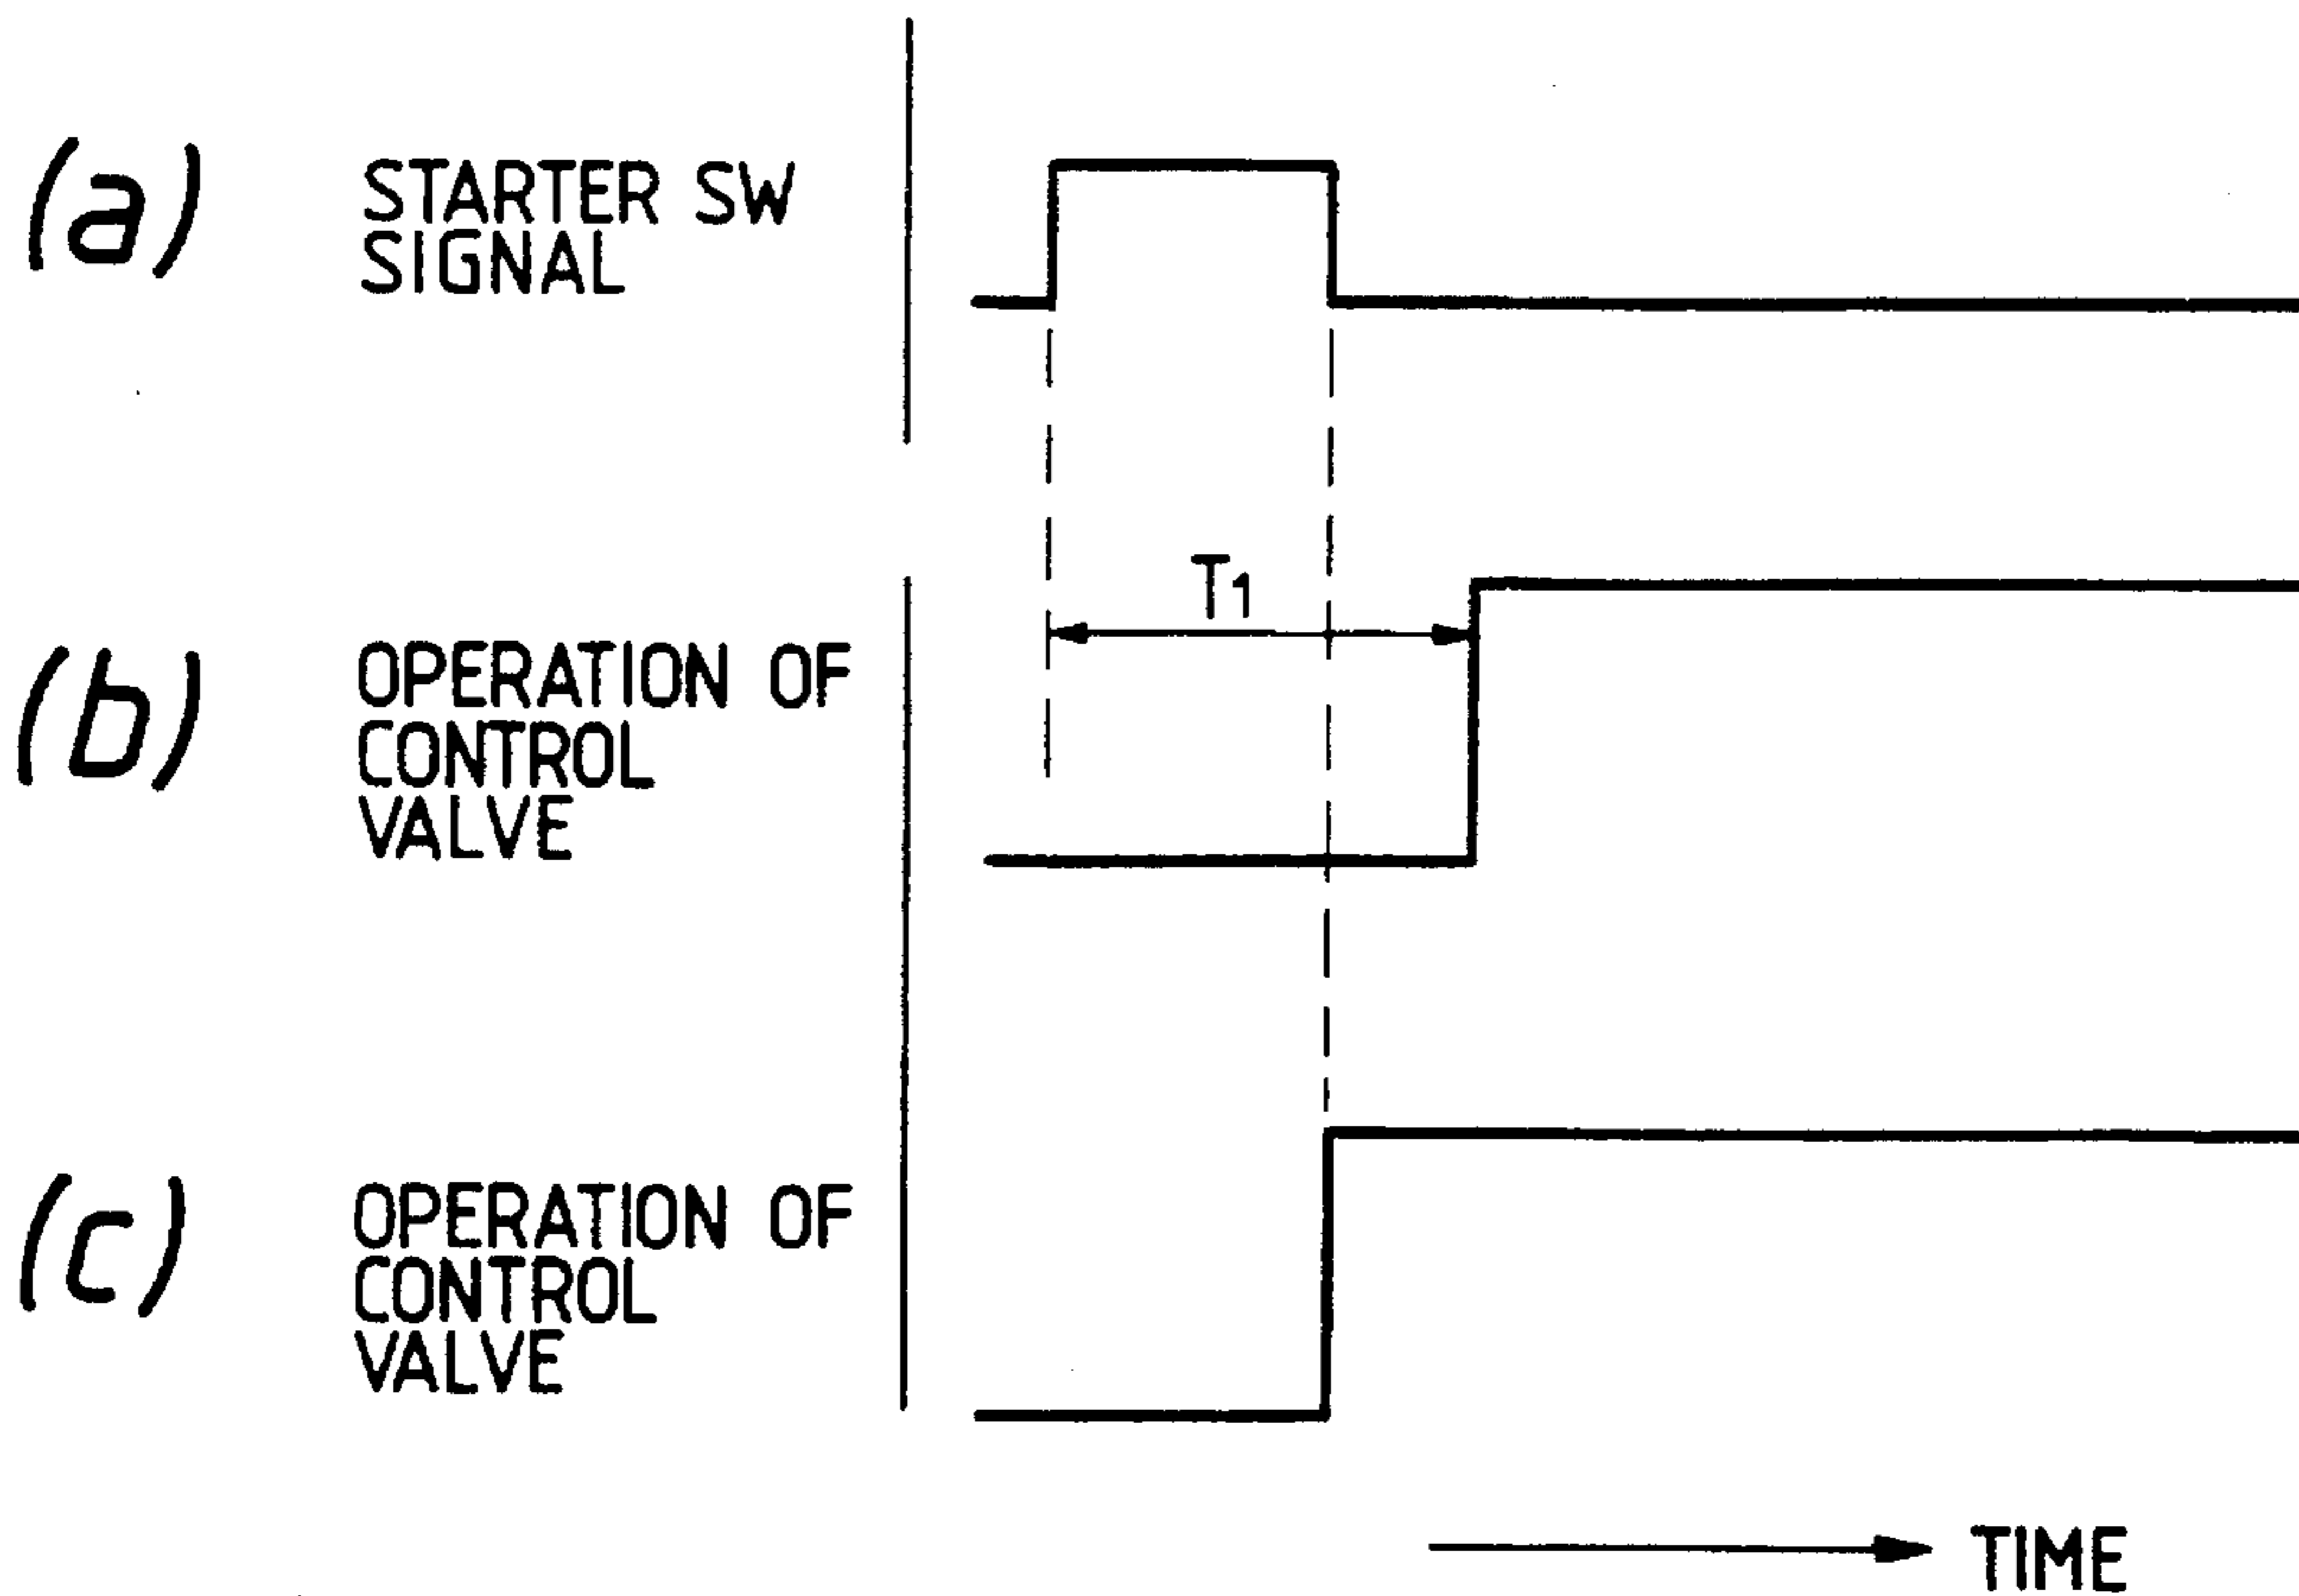 (a)
STARTER SW
SIGNAL
T1
(b)
OPERATION OF
CONTROL
VALVE
(c)
OPERATION OF
CONTROL
VALVE
TIME